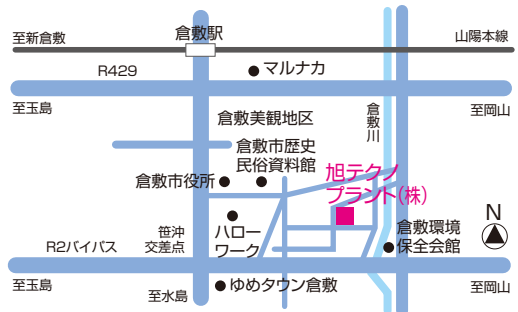 至新倉敷
倉敷駅
山陽本線
R429
マルナカ
至玉島
至岡山
倉敷美観地区
倉敷川
倉敷市歴史
民俗資料館
旭テクノ
プラント(株)
倉敷市役所
N
笹沖
交差点
ハロー
ワーク
倉敷環境
保全会館
R2バイパス
至玉島
至水島
ゆめタウン倉敷
至岡山